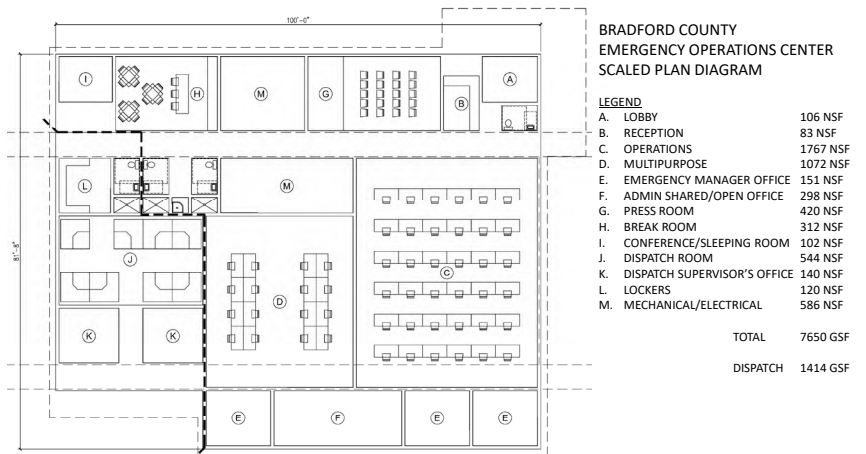 100'-0"
81'-8"
I
H
M
G
A
B
L
M
J
D
C
K
K
E
F
E
E
BRADFORD COUNTY
EMERGENCY OPERATIONS CENTER
SCALED PLAN DIAGRAM
LEGEND
A. LOBBY 106 NSF
B. RECEPTION 83 NSF
C. OPERATIONS 1767 NSF
D. MULTIPURPOSE 1072 NSF
E. EMERGENCY MANAGER OFFICE 151 NSF
F. ADMIN SHARED/OPEN OFFICE 298 NSF
G. PRESS ROOM 420 NSF
H. BREAK ROOM 312 NSF
I. CONFERENCE/SLEEPING ROOM 102 NSF
J. DISPATCH ROOM 544 NSF
K. DISPATCH SUPERVISOR'S OFFICE 140 NSF
L. LOCKERS 120 NSF
M. MECHANICAL/ELECTRICAL 586 NSF
TOTAL 7650 GSF
DISPATCH 1414 GSF